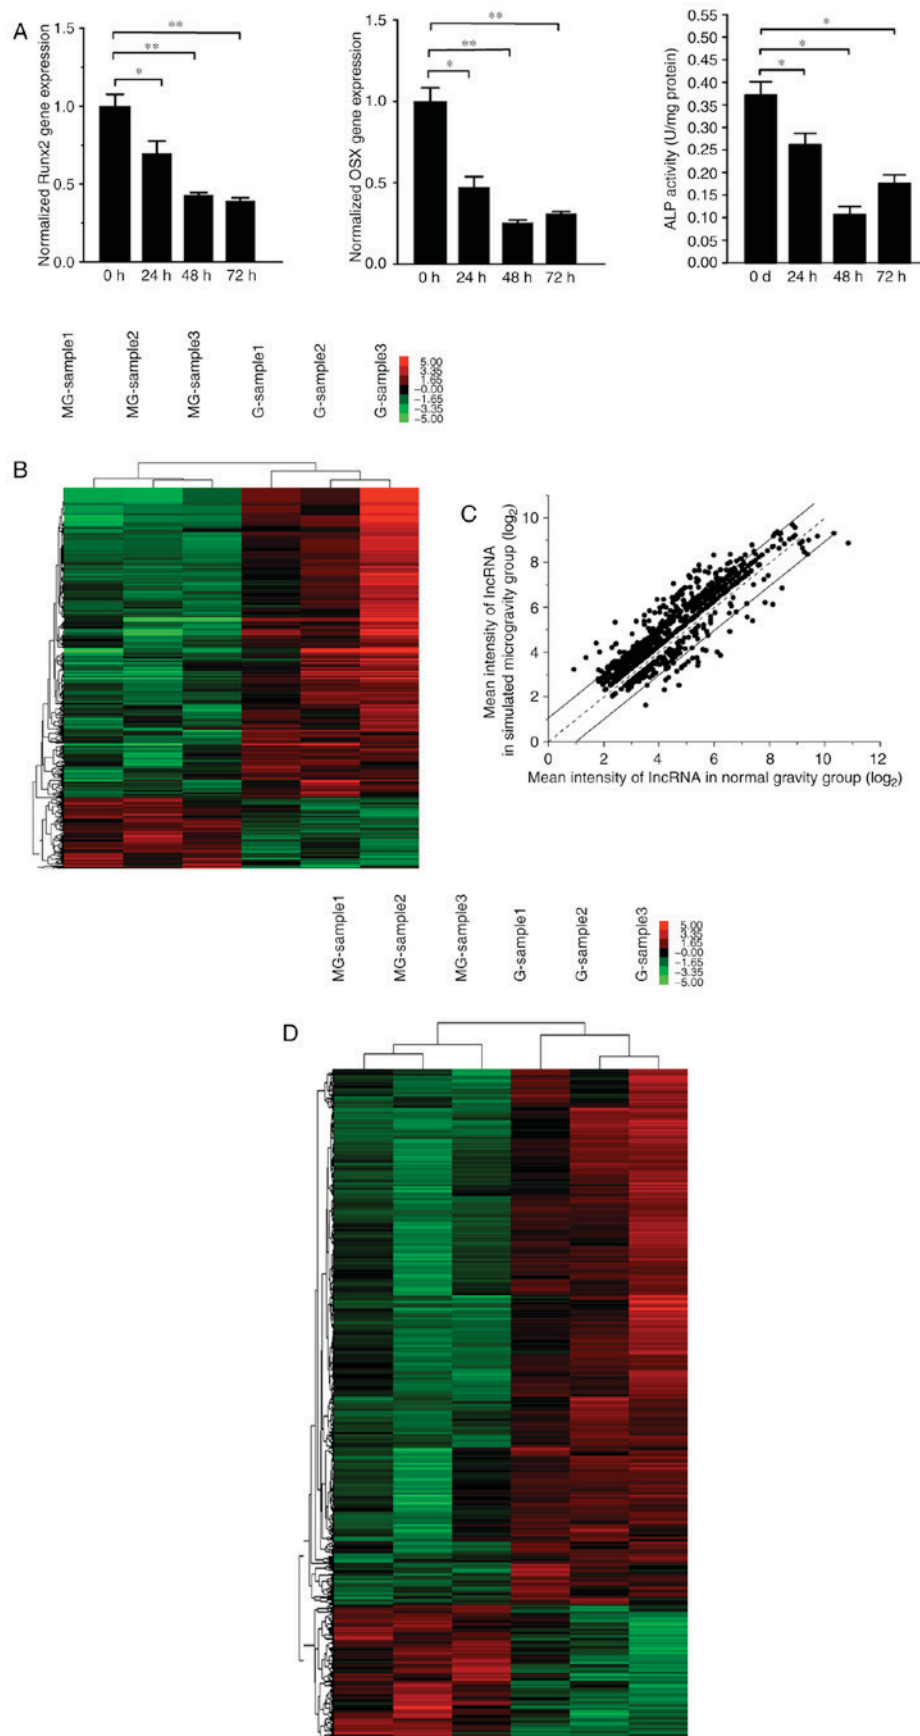 A
Normalized Runx2 gene expression
1.5
1.0
0.5
0.0
**
**
*
0 h 24 h 48 h 72 h
Normalized OSX gene expression
1.5
1.0
0.5
0.0
**
**
*
0 h 24 h 48 h 72 h
ALP activity (U/mg protein)
0.50
0.45
0.40
0.35
0.30
0.25
0.20
0.15
0.10
0.05
0.00
*
*
*
0 d 24 h 48 h 72 h
MG-sample1
MG-sample2
MG-sample3
G-sample1
G-sample2
G-sample3
5.00
3.35
1.65
−0.00
−1.65
−3.35
−5.00
B
C
Mean intensity of lncRNA
in simulated microgravity group (log2)
10
8
6
4
2
0
0 2 4 6 8 10 12
Mean intensity of lncRNA in normal gravity group (log2)
MG-sample1
MG-sample2
MG-sample3
G-sample1
G-sample2
G-sample3
5.00
3.35
1.65
−0.00
−1.65
−3.35
−5.00
D